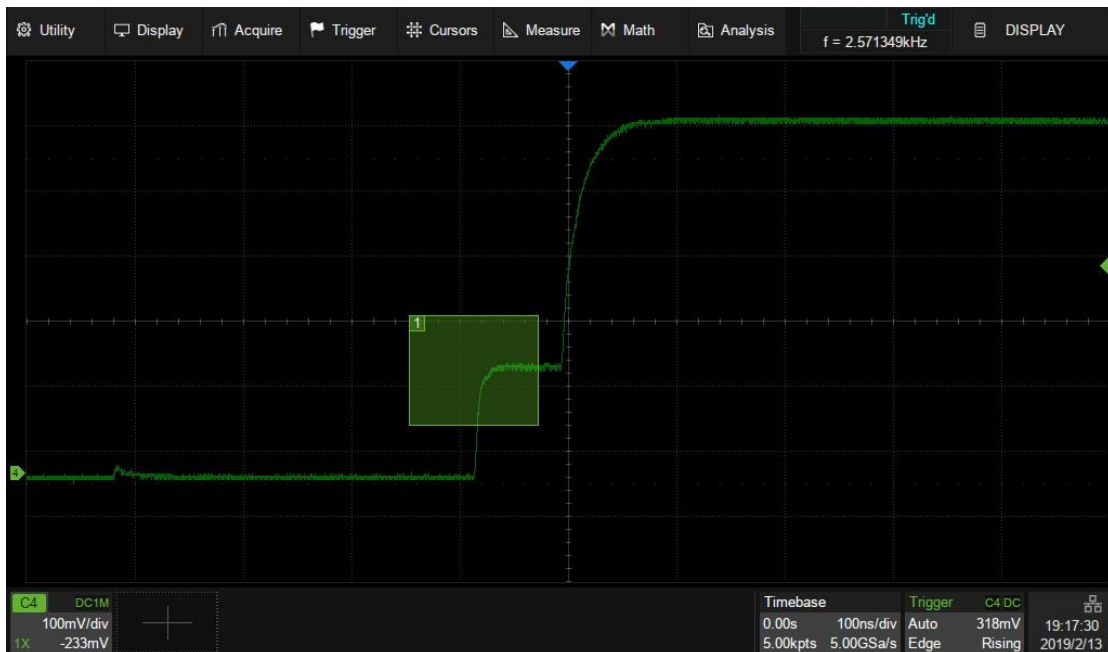 Utility Display Acquire Trigger Cursors Measure Math Analysis Trig'd DISPLAY
f = 2.571349kHz
1
4
C4 DC1M
100mV/div
1X -233mV
Timebase
0.00s 100ns/div
5.00kpts 5.00GSa/s
Trigger C4 DC
Auto 318mV
Edge Rising
19:17:30
2019/2/13